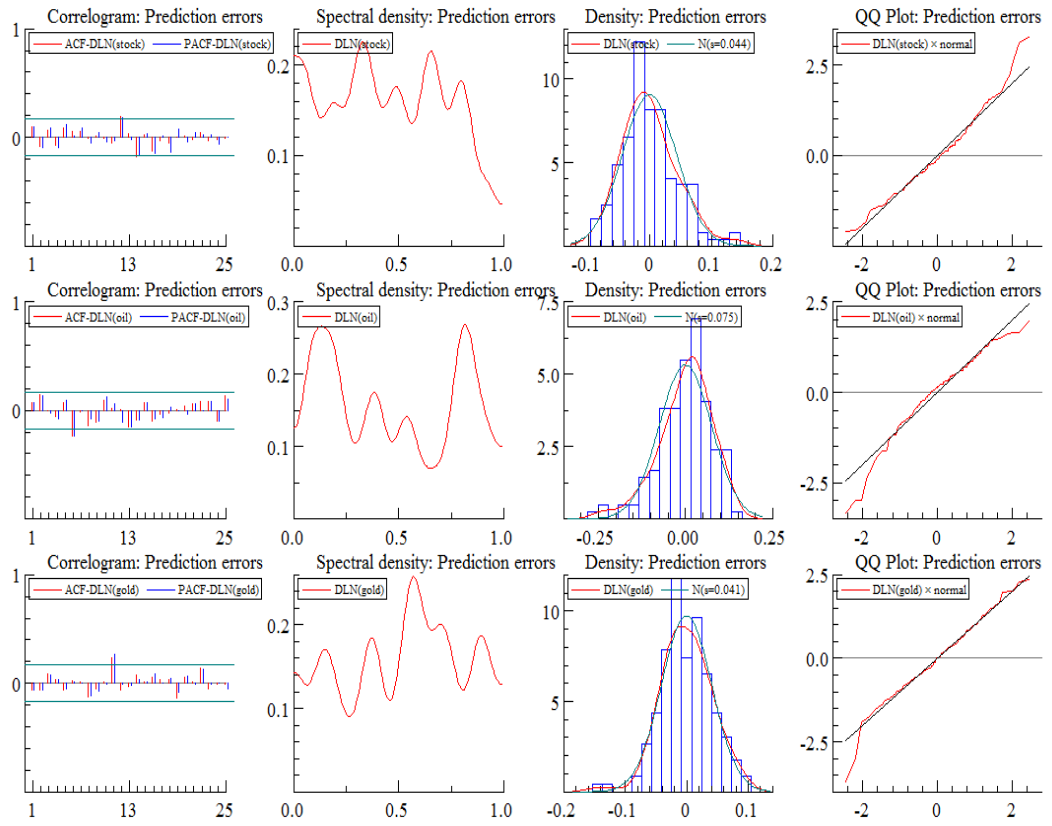 Correlogram: Prediction errors
Spectral density: Prediction errors
Density: Prediction errors
QQ Plot: Prediction errors
1
ACF-DLN(stock) PACF-DLN(stock)
DLN(stock)
DLN(stock) N(s=0.044)
DLN(stock) × normal
0
0.2
0.1
10
5
2.5
0.0
1 13 25
0.0 0.5 1.0
-0.1 0 0.1 0.2
-2 0 2
Correlogram: Prediction errors
Spectral density: Prediction errors
Density: Prediction errors
QQ Plot: Prediction errors
1
0.3
7.5
2.5
ACF-DLN(oil) PACF-DLN(oil)
DLN(oil)
DLN(oil) N(s=0.075)
DLN(oil) × normal
0
0.2
0.1
5.0
2.5
0.0
-2.5
1 13 25
0.0 0.5 1.0
-0.25 0.00 0.25
-2 0 2
Correlogram: Prediction errors
Spectral density: Prediction errors
Density: Prediction errors
QQ Plot: Prediction errors
1
2.5
ACF-DLN(gold) PACF-DLN(gold)
DLN(gold)
DLN(gold) N(s=0.041)
DLN(gold) × normal
0
0.2
0.1
10
5
0.0
-2.5
1 13 25
0.0 0.5 1.0
-0.2 -0.1 0 0.1
-2 0 2